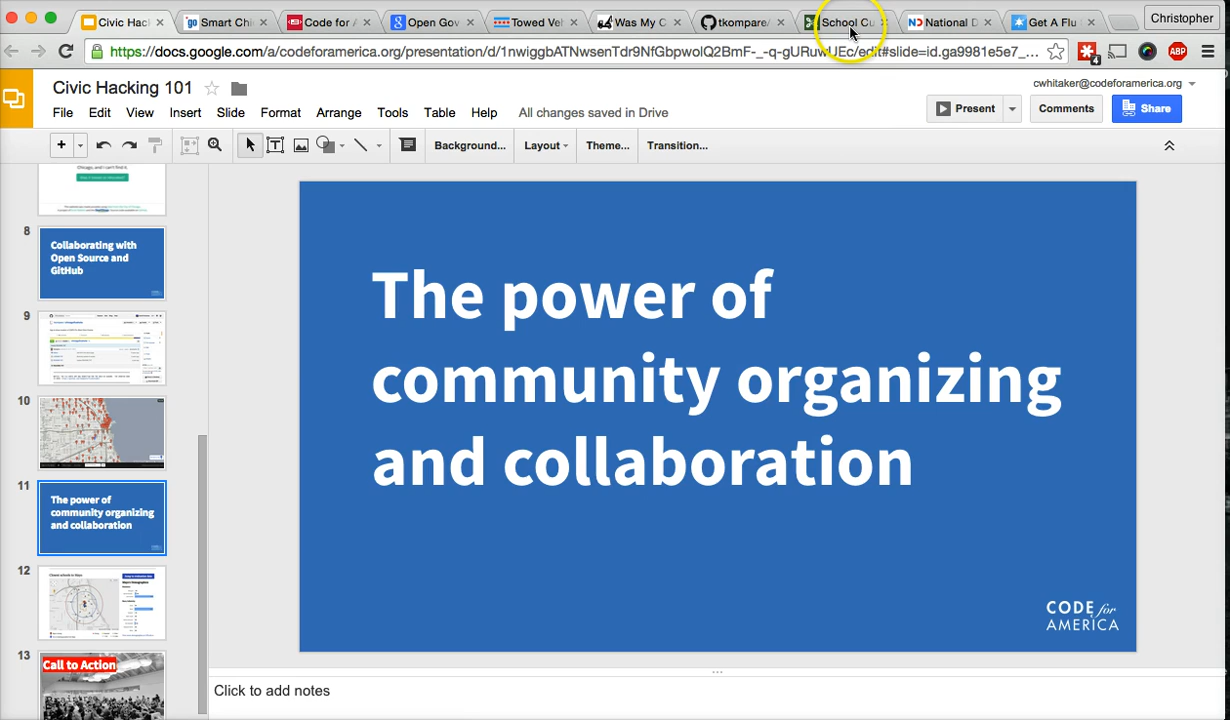 Civic Hac
Smart Chi
Code for A
Open Gov
Towed Veh
Was My C
tkompare/
School Cu
National D
Get A Flu
Christopher
https://docs.google.com/a/codeforamerica.org/presentation/d/1nwiggbATNwsenTdr9NfGbpwolQ2BmF-_-q-gURuwUEc/edit#slide=id.ga9981e5e7_...
4
ABP
Civic Hacking 101
cwhitaker@codeforamerica.org
File Edit View Insert Slide Format Arrange Tools Table Help All changes saved in Drive
Present
Comments
Share
Background...
Layout
Theme...
Transition...
8
Collaborating with
Open Source and
GitHub
9
10
11
The power of
community organizing
and collaboration
12
13
Call to Action
The power of
community organizing
and collaboration
CODE for
AMERICA
Click to add notes